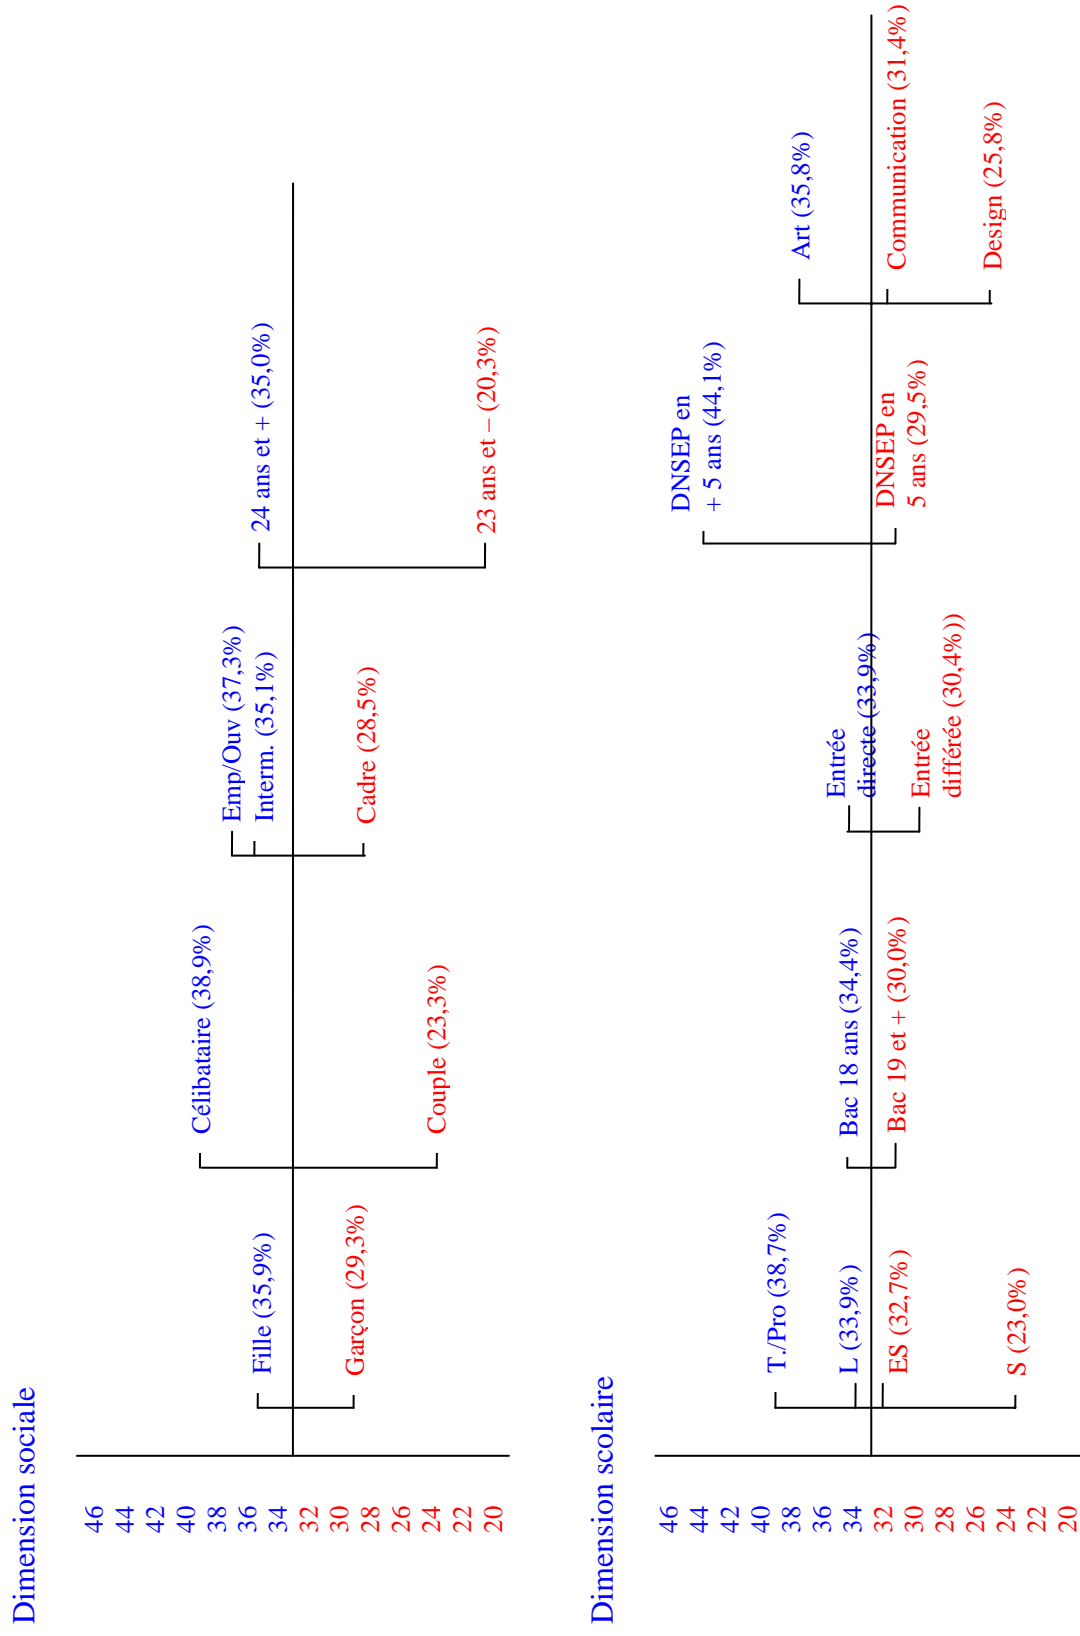 Dimension sociale
46
44
42
40
38
36
34
32
30
28
26
24
22
20
Fille (35,9%)
Garçon (29,3%)
Célibataire (38,9%)
Couple (23,3%)
Emp/Ouv (37,3%)
Interm. (35,1%)
Cadre (28,5%)
24 ans et + (35,0%)
23 ans et – (20,3%)
Dimension scolaire
46
44
42
40
38
36
34
32
30
28
26
24
22
20
T./Pro (38,7%)
L (33,9%)
ES (32,7%)
S (23,0%)
Bac 18 ans (34,4%)
Bac 19 et + (30,0%)
Entrée
directe (33,9%)
Entrée
différée (30,4%))
DNSEP en
+ 5 ans (44,1%)
DNSEP en
5 ans (29,5%)
Art (35,8%)
Communication (31,4%)
Design (25,8%)